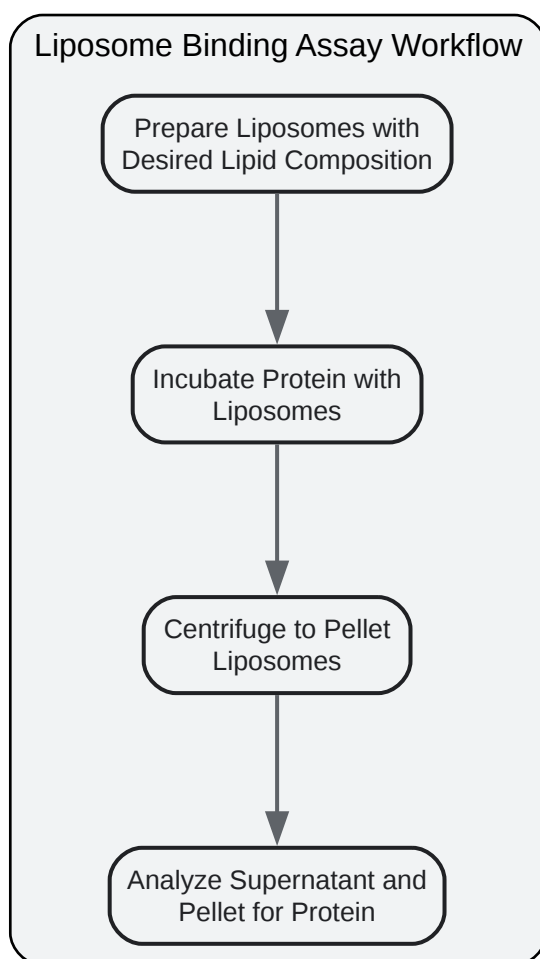 Liposome Binding Assay Workflow
Prepare Liposomes with
Desired Lipid Composition
Incubate Protein with
Liposomes
Centrifuge to Pellet
Liposomes
Analyze Supernatant and
Pellet for Protein